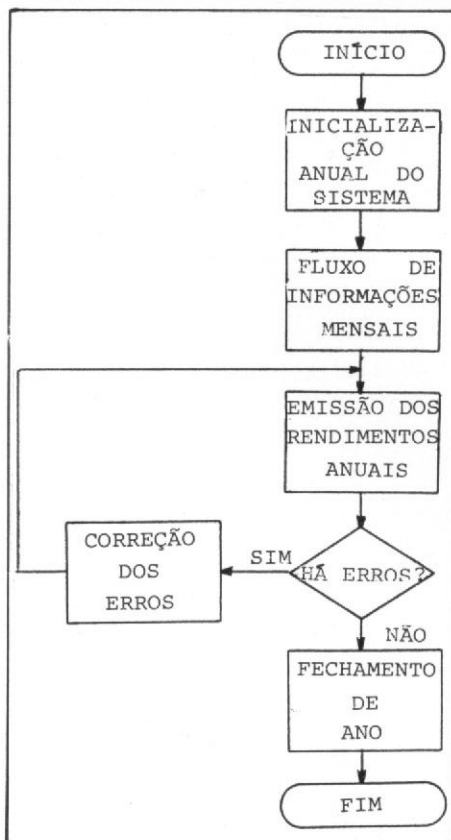 INÍCIO
INICIALIZA-
ÇÃO
ANUAL DO
SISTEMA
FLUXO DE
INFORMAÇÕES
MENSAIS
EMISSÃO DOS
RENDIMENTOS
ANUAIS
HÁ ERROS?
SIM
CORREÇÃO
DOS
ERROS
NÃO
FECHAMENTO
DE
ANO
FIM